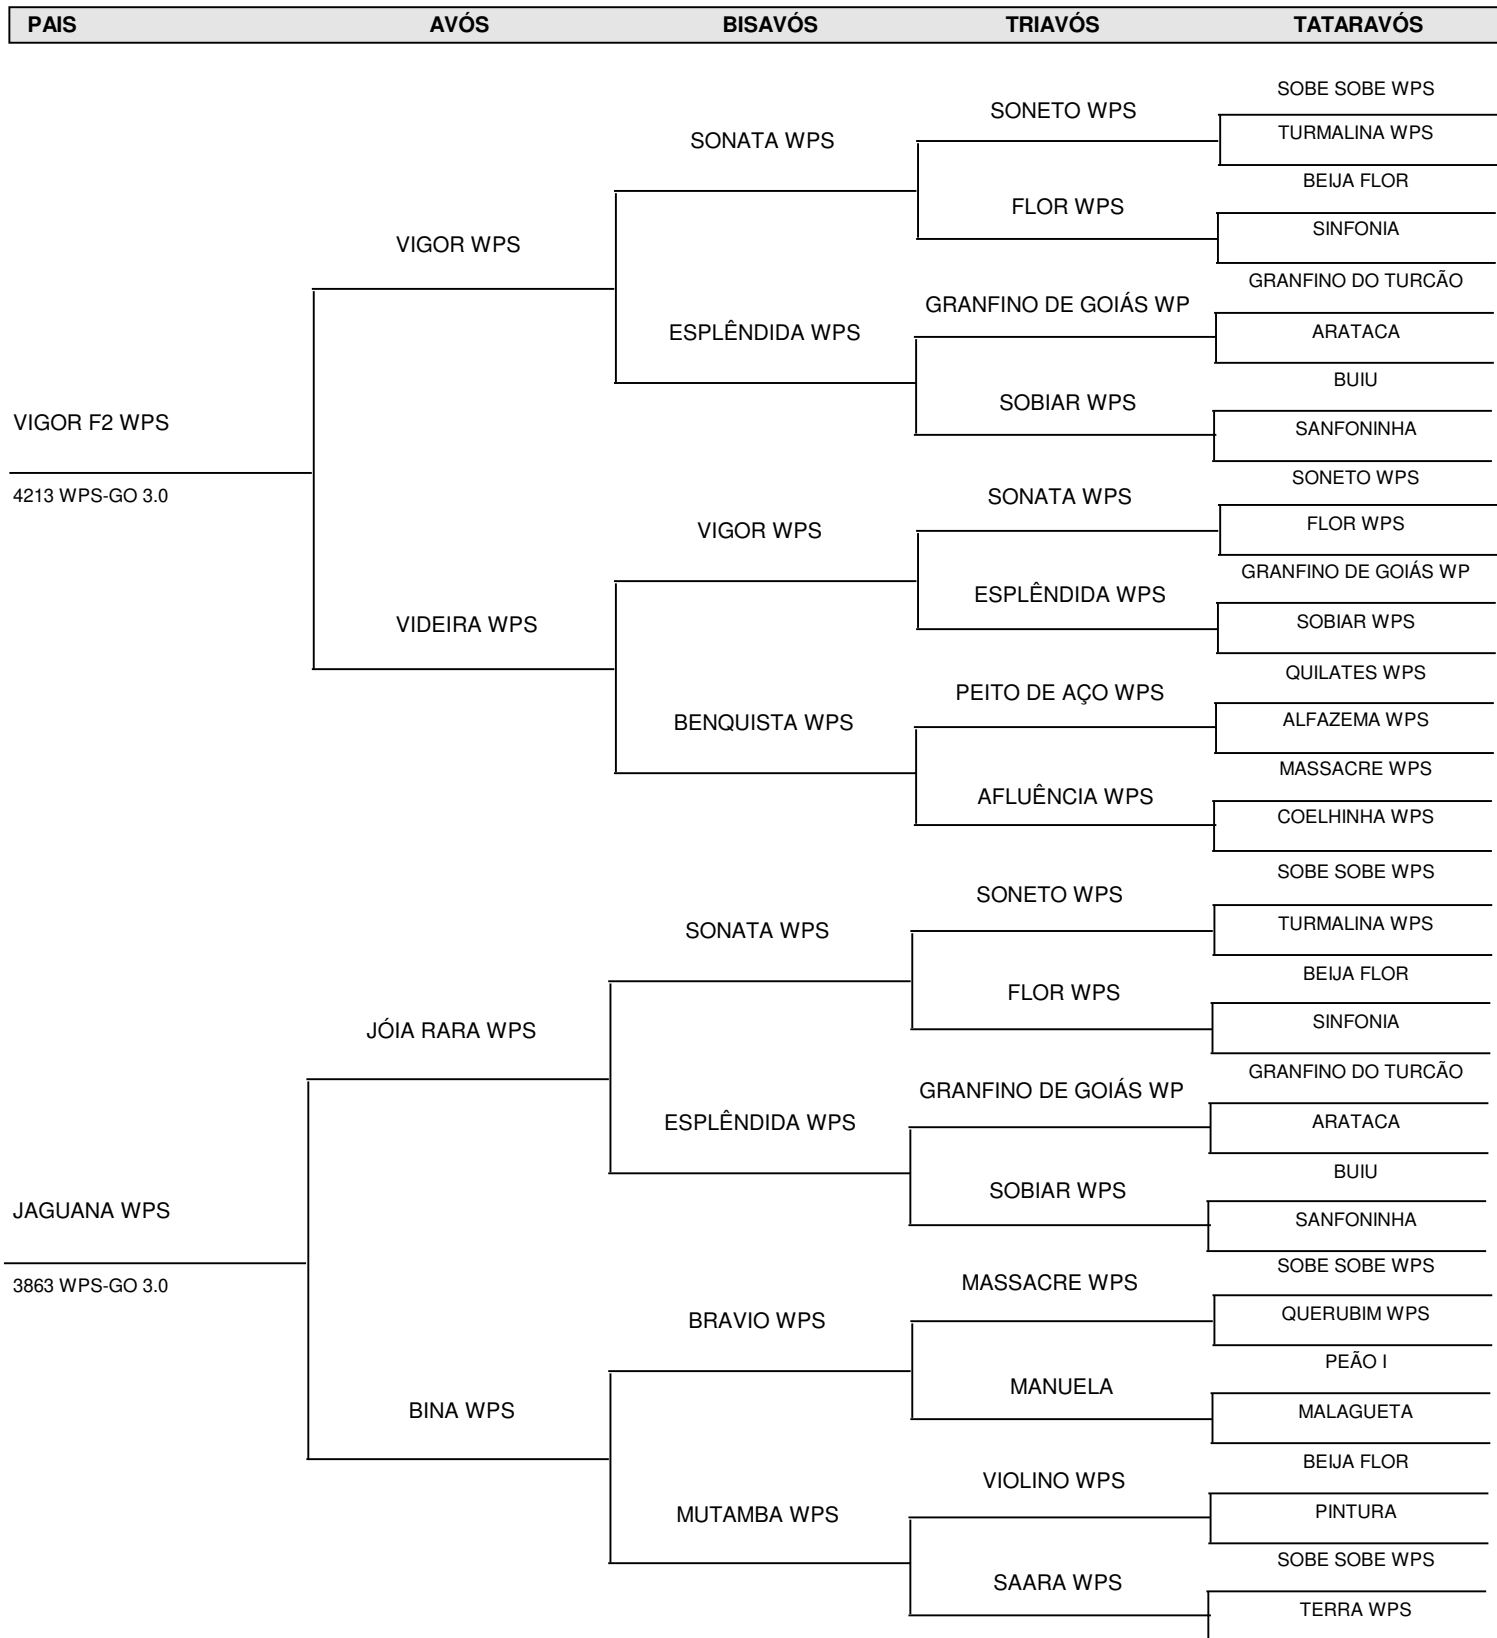 PAIS AVÓS BISAVÓS TRIAVÓS TATARAVÓS
SOBE SOBE WPS
SONETO WPS
TURMALINA WPS
SONATA WPS
BEIJA FLOR
FLOR WPS
SINFONIA
VIGOR WPS
GRANFINO DO TURCÃO
GRANFINO DE GOIÁS WP
ARATACA
ESPLÊNDIDA WPS
BUIU
SOBIAR WPS
VIGOR F2 WPS
SANFONINHA
SONETO WPS
4213 WPS-GO 3.0
SONATA WPS
FLOR WPS
VIGOR WPS
GRANFINO DE GOIÁS WP
ESPLÊNDIDA WPS
SOBIAR WPS
VIDEIRA WPS
QUILATES WPS
PEITO DE AÇO WPS
ALFAZEMA WPS
BENQUISTA WPS
MASSACRE WPS
AFLUÊNCIA WPS
COELHINHA WPS
SOBE SOBE WPS
SONETO WPS
TURMALINA WPS
SONATA WPS
BEIJA FLOR
FLOR WPS
SINFONIA
JÓIA RARA WPS
GRANFINO DO TURCÃO
GRANFINO DE GOIÁS WP
ARATACA
ESPLÊNDIDA WPS
BUIU
SOBIAR WPS
JAGUANA WPS
SANFONINHA
SOBE SOBE WPS
3863 WPS-GO 3.0
MASSACRE WPS
QUERUBIM WPS
BRAVIO WPS
PEÃO I
MANUELA
MALAGUETA
BINA WPS
BEIJA FLOR
VIOLINO WPS
PINTURA
MUTAMBA WPS
SOBE SOBE WPS
SAARA WPS
TERRA WPS